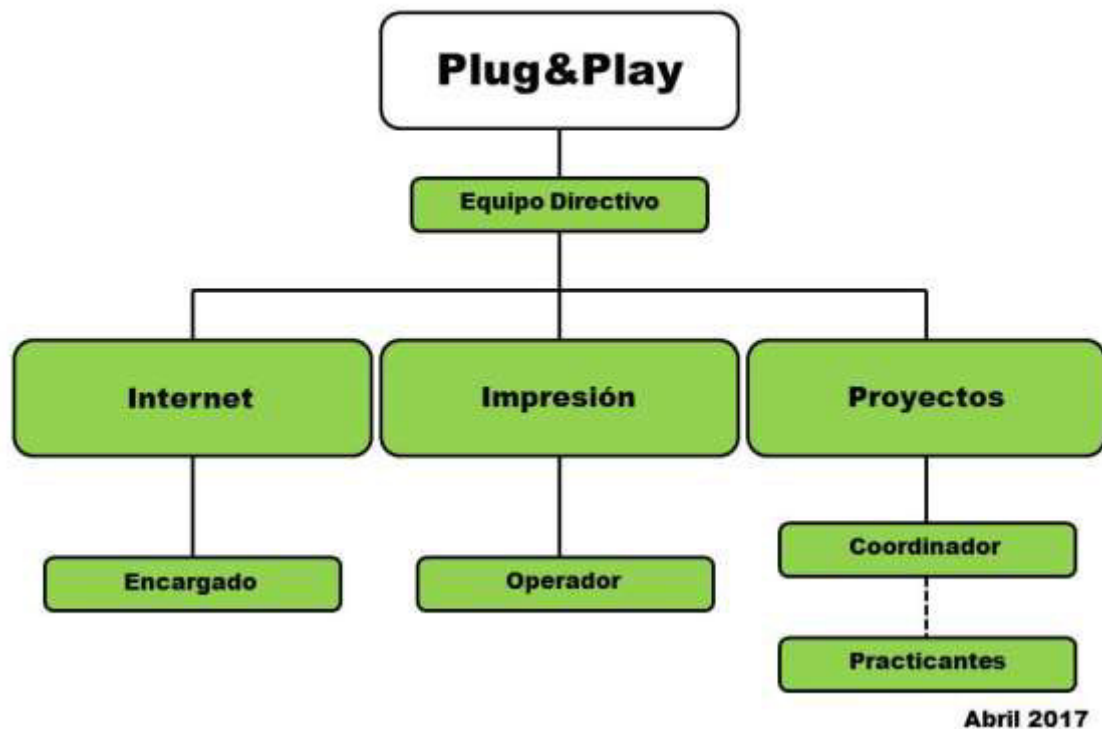 Plug&Play
Equipo Directivo
Internet
Impresión
Proyectos
Encargado
Operador
Coordinador
Practicantes
Abril 2017